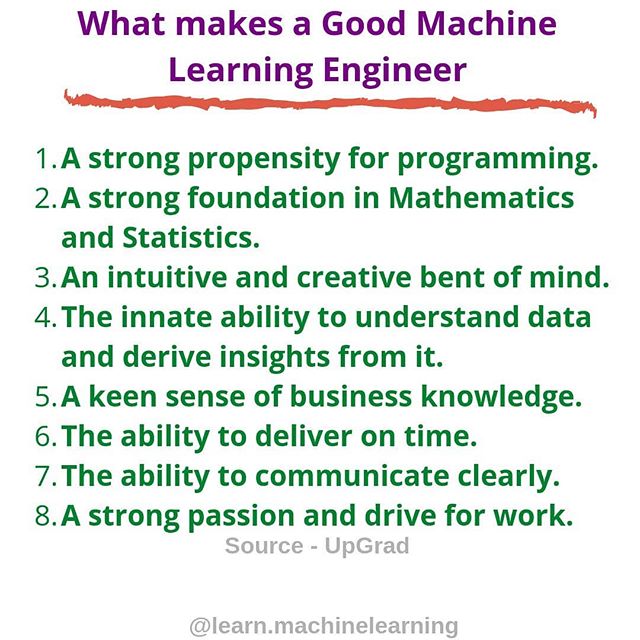 What makes a Good Machine
Learning Engineer
1. A strong propensity for programming.
2. A strong foundation in Mathematics
and Statistics.
3. An intuitive and creative bent of mind.
4. The innate ability to understand data
and derive insights from it.
5. A keen sense of business knowledge.
6. The ability to deliver on time.
7. The ability to communicate clearly.
8. A strong passion and drive for work.
Source - UpGrad
@learn.machinelearning